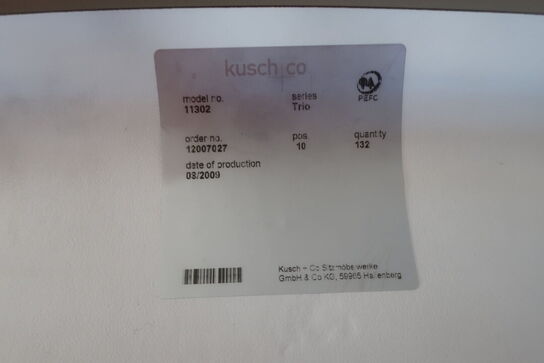 kusch+co
PEFC
model no. series
11302 Trio
order no. pos. quantity
12007027 10 132
date of production
08/2009
Kusch + Co Sitzmöbelwerke
GmbH & Co KG, 59965 Hallenberg